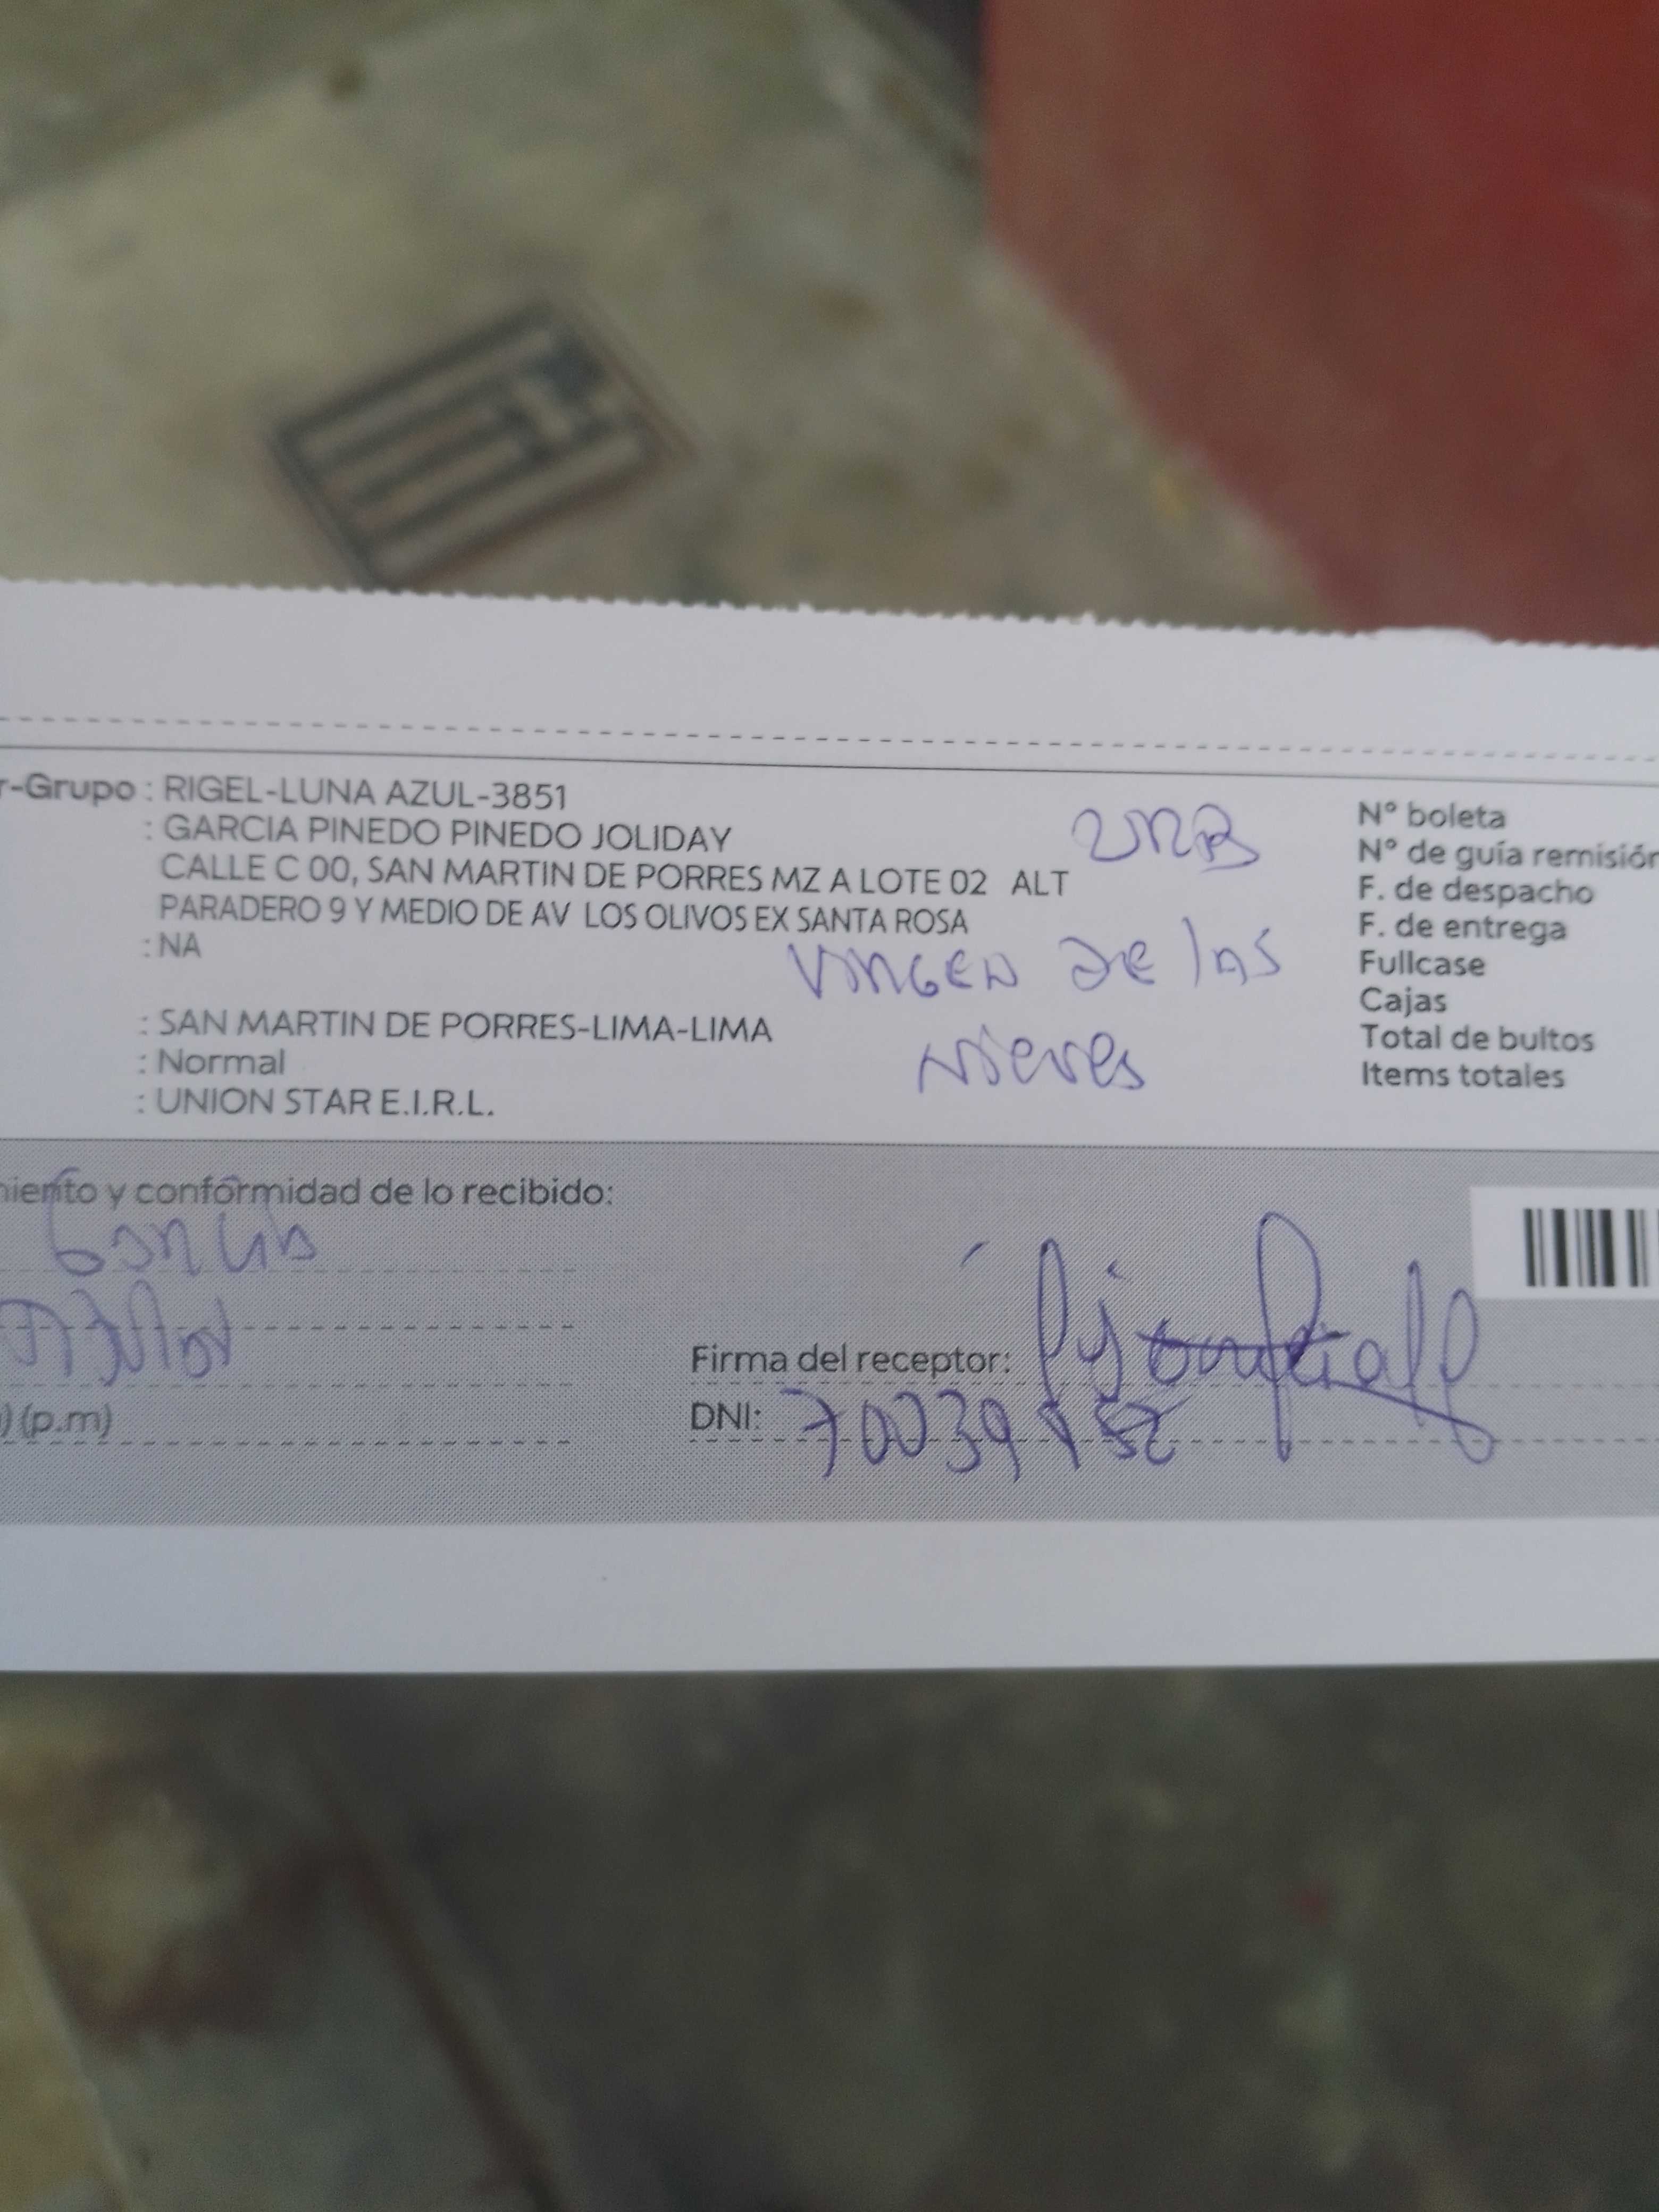 r-Grupo : RIGEL-LUNA AZUL-3851
: GARCIA PINEDO PINEDO JOLIDAY
CALLE C 00, SAN MARTIN DE PORRES MZ A LOTE 02 ALT
PARADERO 9 Y MEDIO DE AV LOS OLIVOS EX SANTA ROSA
: NA
: SAN MARTIN DE PORRES-LIMA-LIMA
: Normal
: UNION STAR E.I.R.L.
URB
VIRGEN DE LAS
NIEVES
N° boleta
N° de guía remisión
F. de despacho
F. de entrega
Fullcase
Cajas
Total de bultos
Items totales
miento y conformidad de lo recibido:
) (p.m)
Firma del receptor:
DNI: